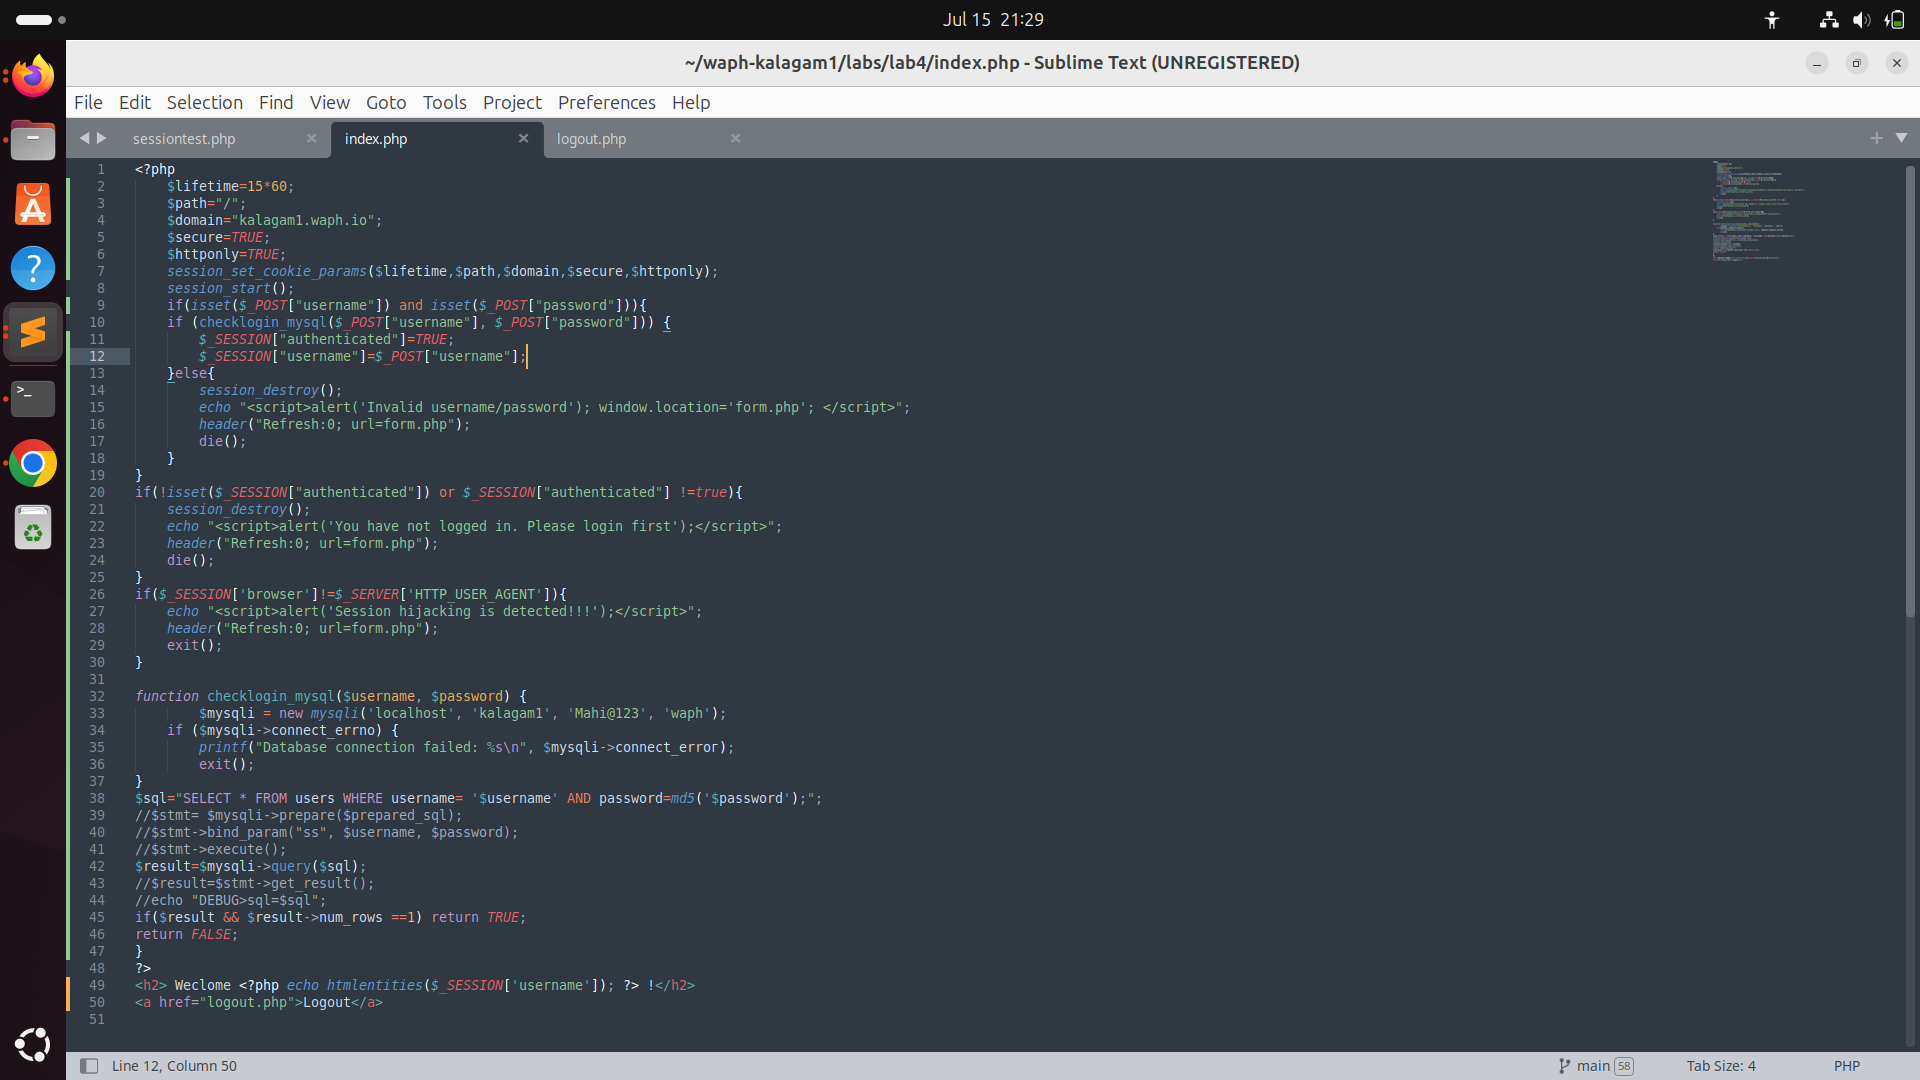 Jul 15 21:29
~/waph-kalagam1/labs/lab4/index.php - Sublime Text (UNREGISTERED)
File Edit Selection Find View Goto Tools Project Preferences Help
sessiontest.php index.php logout.php
1 <?php
2     $lifetime=15*60;
3     $path="/";
4     $domain="kalagam1.waph.io";
5     $secure=TRUE;
6     $httponly=TRUE;
7     session_set_cookie_params($lifetime,$path,$domain,$secure,$httponly);
8     session_start();
9     if(isset($_POST["username"]) and isset($_POST["password"])){
10     if (checklogin_mysql($_POST["username"], $_POST["password"])) {
11         $_SESSION["authenticated"]=TRUE;
12         $_SESSION["username"]=$_POST["username"];
13     }else{
14         session_destroy();
15         echo "<script>alert('Invalid username/password'); window.location='form.php'; </script>";
16         header("Refresh:0; url=form.php");
17         die();
18     }
19 }
20 if(!isset($_SESSION["authenticated"]) or $_SESSION["authenticated"] !=true){
21     session_destroy();
22     echo "<script>alert('You have not logged in. Please login first');</script>";
23     header("Refresh:0; url=form.php");
24     die();
25 }
26 if($_SESSION['browser']!=$_SERVER['HTTP_USER_AGENT']){
27     echo "<script>alert('Session hijacking is detected!!!');</script>";
28     header("Refresh:0; url=form.php");
29     exit();
30 }
31
32 function checklogin_mysql($username, $password) {
33         $mysqli = new mysqli('localhost', 'kalagam1', 'Mahi@123', 'waph');
34     if ($mysqli->connect_errno) {
35         printf("Database connection failed: %s\n", $mysqli->connect_error);
36         exit();
37 }
38 $sql="SELECT * FROM users WHERE username= '$username' AND password=md5('$password');";
39 //$stmt= $mysqli->prepare($prepared_sql);
40 //$stmt->bind_param("ss", $username, $password);
41 //$stmt->execute();
42 $result=$mysqli->query($sql);
43 //$result=$stmt->get_result();
44 //echo "DEBUG>sql=$sql";
45 if($result && $result->num_rows ==1) return TRUE;
46 return FALSE;
47 }
48 ?>
49 <h2> Weclome <?php echo htmlentities($_SESSION['username']); ?> !</h2>
50 <a href="logout.php">Logout</a>
51
Line 12, Column 50 main 58 Tab Size: 4 PHP